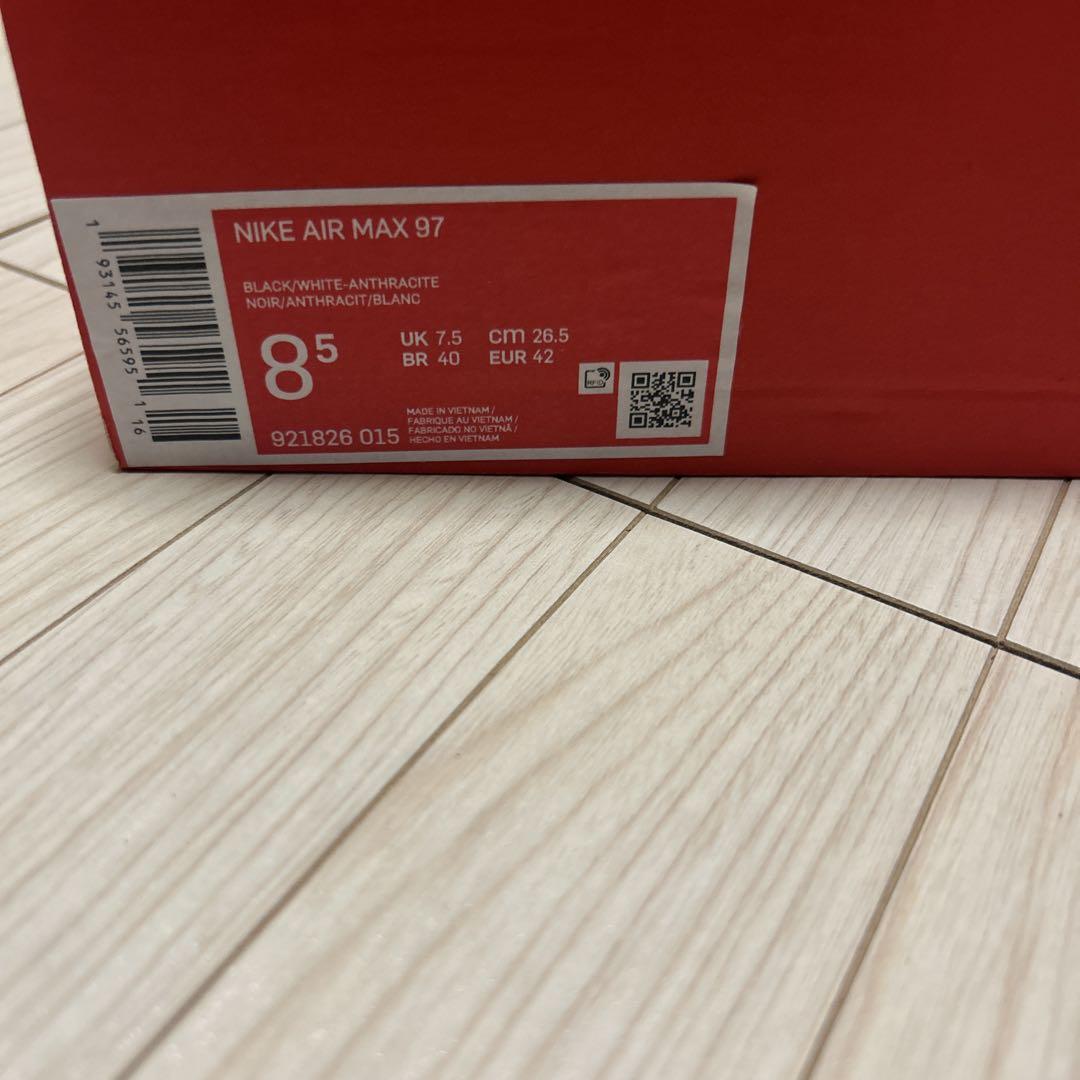 NIKE AIR MAX 97
BLACK/WHITE-ANTHRACITE
NOIR/ANTHRACIT/BLANC
8⁵
UK 7.5 cm 26.5
BR 40 EUR 42
RFID
MADE IN VIETNAM /
FABRIQUE AU VIETNAM /
FABRICADO NO VIETNÃ /
HECHO EN VIETNAM
921826 015
1 93145 56595 1 16